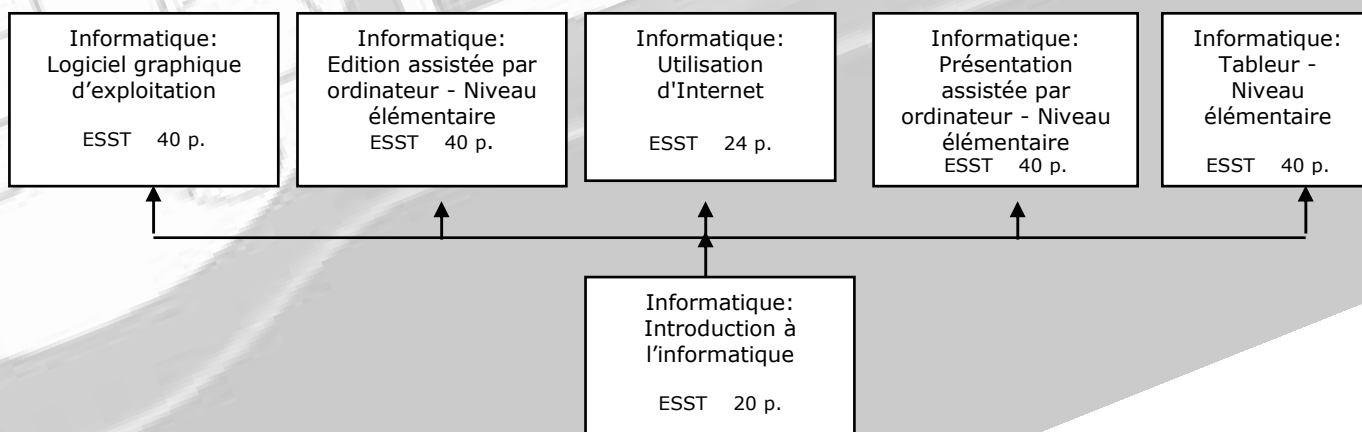 Informatique:
Logiciel graphique
d’exploitation
ESST 40 p.
Informatique:
Edition assistée par
ordinateur - Niveau
élémentaire
ESST 40 p.
Informatique:
Utilisation
d'Internet
ESST 24 p.
Informatique:
Présentation
assistée par
ordinateur - Niveau
élémentaire
ESST 40 p.
Informatique:
Tableur -
Niveau
élémentaire
ESST 40 p.
Informatique:
Introduction à
l’informatique
ESST 20 p.